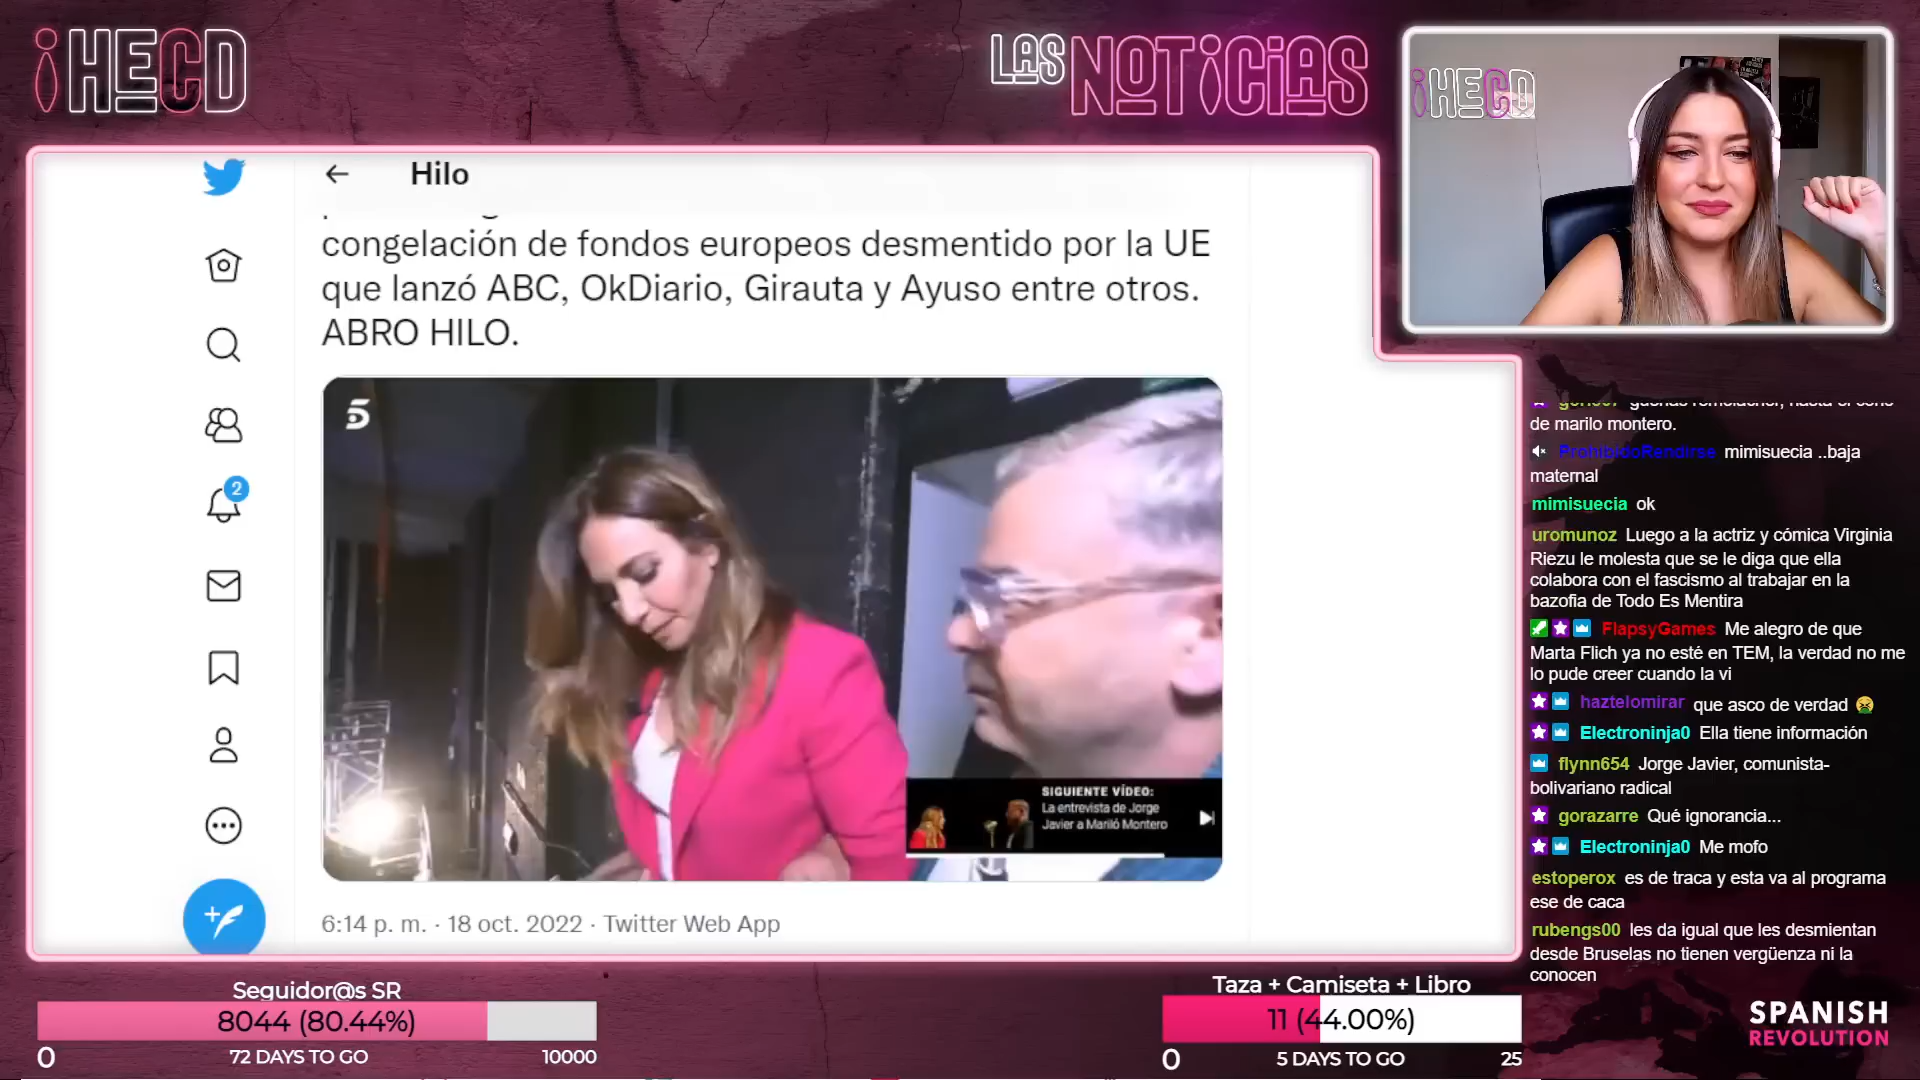 ¡HECD
LAS NOTICIAS
¡HECD
Hilo
congelación de fondos europeos desmentido por la UE
que lanzó ABC, OkDiario, Girauta y Ayuso entre otros.
ABRO HILO.
2
5
SIGUIENTE VÍDEO:
La entrevista de Jorge
Javier a Mariló Montero
6:14 p. m. · 18 oct. 2022 · Twitter Web App
de marilo montero.
ProhibidoRendirse mimisuecia ..baja
maternal
mimisuecia ok
uromunoz Luego a la actriz y cómica Virginia
Riezu le molesta que se le diga que ella
colabora con el fascismo al trabajar en la
bazofia de Todo Es Mentira
FlapsyGames Me alegro de que
Marta Flich ya no esté en TEM, la verdad no me
lo pude creer cuando la vi
haztelomirar que asco de verdad
Electroninja0 Ella tiene información
flynn654 Jorge Javier, comunista-
bolivariano radical
gorazarre Qué ignorancia...
Electroninja0 Me mofo
estoperox es de traca y esta va al programa
ese de caca
rubengs00 les da igual que les desmientan
desde Bruselas no tienen vergüenza ni la
conocen
Seguidor@s SR
8044 (80.44%)
0 72 DAYS TO GO 10000
Taza + Camiseta + Libro
11 (44.00%)
0 5 DAYS TO GO 25
SPANISH
REVOLUTION